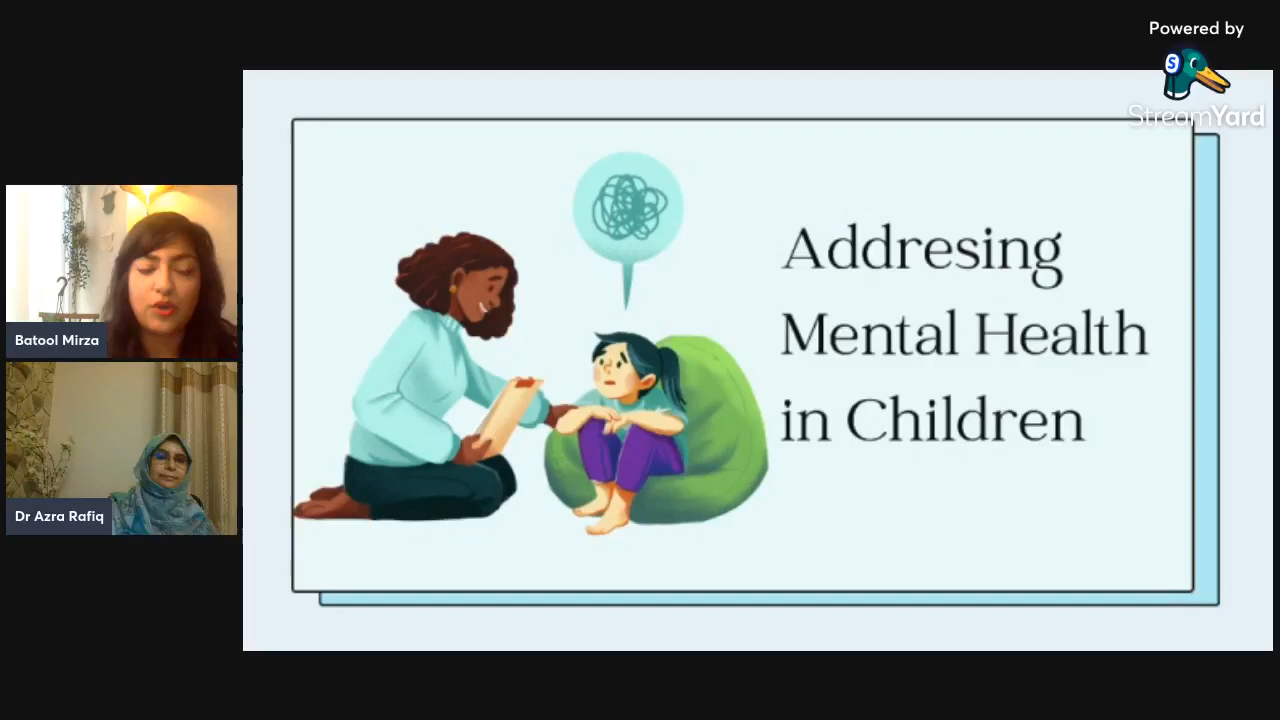 Powered by
S
StreamYard
Addresing
Mental Health
in Children
Batool Mirza
Dr Azra Rafiq